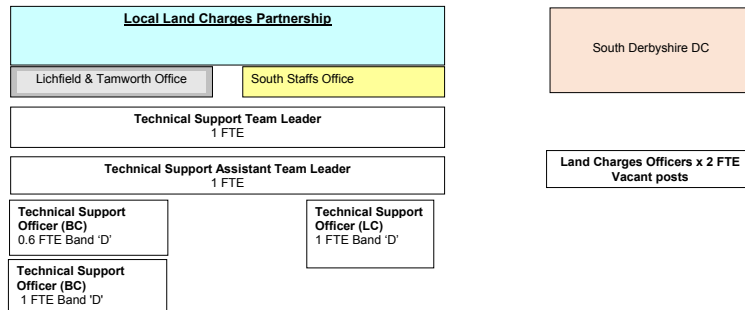 Local Land Charges Partnership
South Derbyshire DC
Lichfield & Tamworth Office
South Staffs Office
Technical Support Team Leader
1 FTE
Technical Support Assistant Team Leader
1 FTE
Land Charges Officers x 2 FTE
Vacant posts
Technical Support
Officer (BC)
0.6 FTE Band ‘D’
Technical Support
Officer (LC)
1 FTE Band ‘D’
Technical Support
Officer (BC)
1 FTE Band 'D'